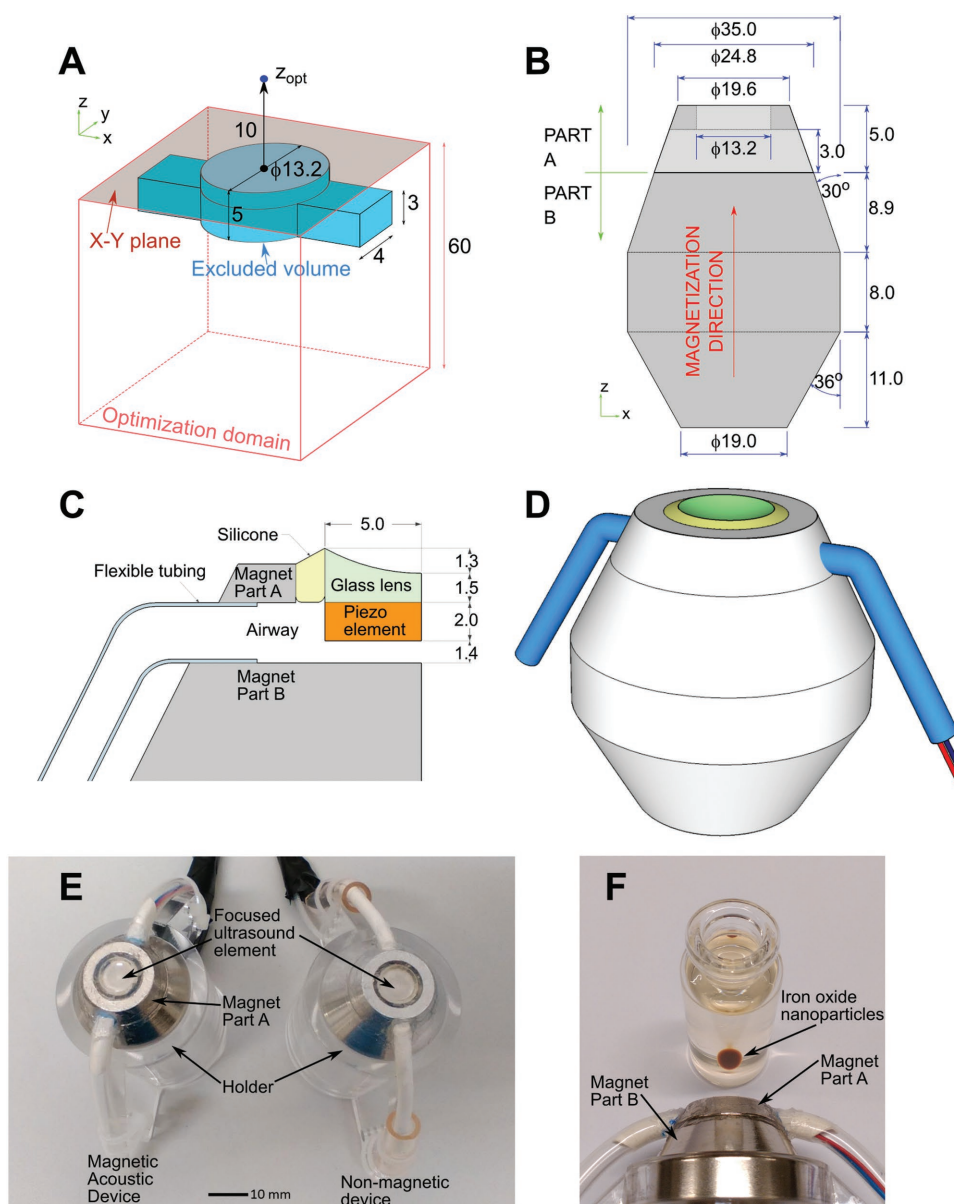 A
z
y
x
z_opt
10
ϕ13.2
5
3
4
60
X-Y plane
Excluded volume
Optimization domain
B
ϕ35.0
ϕ24.8
ϕ19.6
PART
A
PART
B
ϕ13.2
5.0
3.0
30°
8.9
8.0
11.0
36°
MAGNETIZATION
DIRECTION
z
x
ϕ19.0
C
5.0
Silicone
Flexible tubing
Magnet
Part A
Glass lens
Piezo
element
Airway
Magnet
Part B
1.3
1.5
2.0
1.4
D
E
Focused
ultrasound
element
Magnet
Part A
Holder
Magnetic
Acoustic
Device
10 mm
Non-magnetic
device
F
Iron oxide
nanoparticles
Magnet
Part A
Magnet
Part B